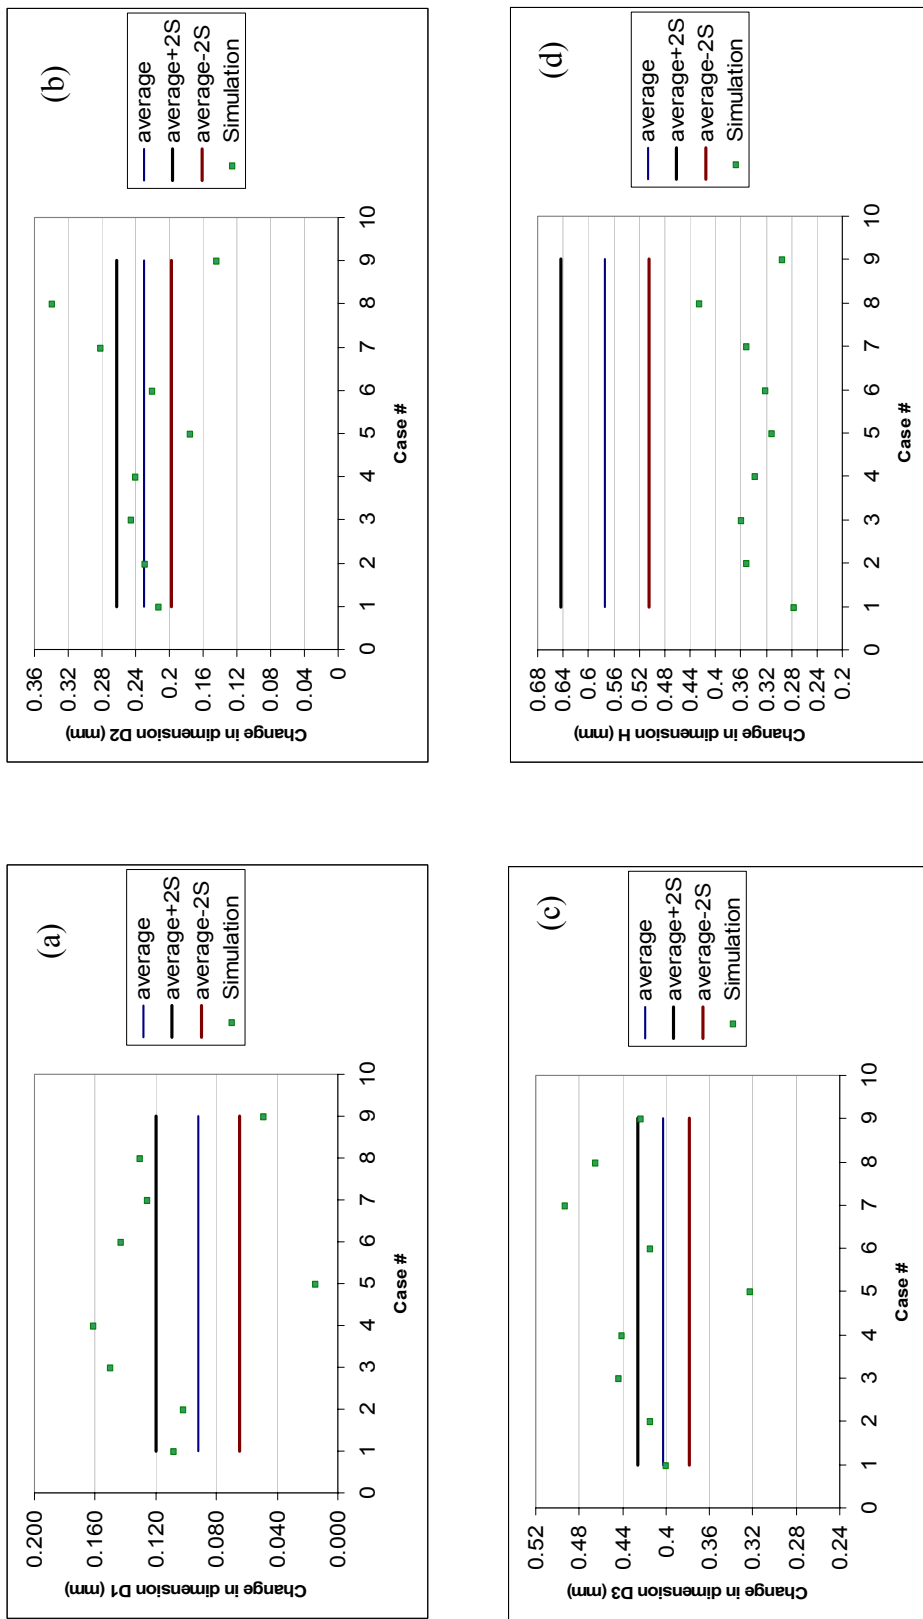 (a)
Change in dimension D1 (mm)
0.200
0.160
0.120
0.080
0.040
0.000
0 1 2 3 4 5 6 7 8 9 10
Case #
average
average+2S
average-2S
Simulation
(b)
Change in dimension D2 (mm)
0.36
0.32
0.28
0.24
0.2
0.16
0.12
0.08
0.04
0
0 1 2 3 4 5 6 7 8 9 10
Case #
average
average+2S
average-2S
Simulation
(c)
Change in dimension D3 (mm)
0.52
0.48
0.44
0.4
0.36
0.32
0.28
0.24
0 1 2 3 4 5 6 7 8 9 10
Case #
average
average+2S
average-2S
Simulation
(d)
Change in dimension H (mm)
0.68
0.64
0.6
0.56
0.52
0.48
0.44
0.4
0.36
0.32
0.28
0.24
0.2
0 1 2 3 4 5 6 7 8 9 10
Case #
average
average+2S
average-2S
Simulation